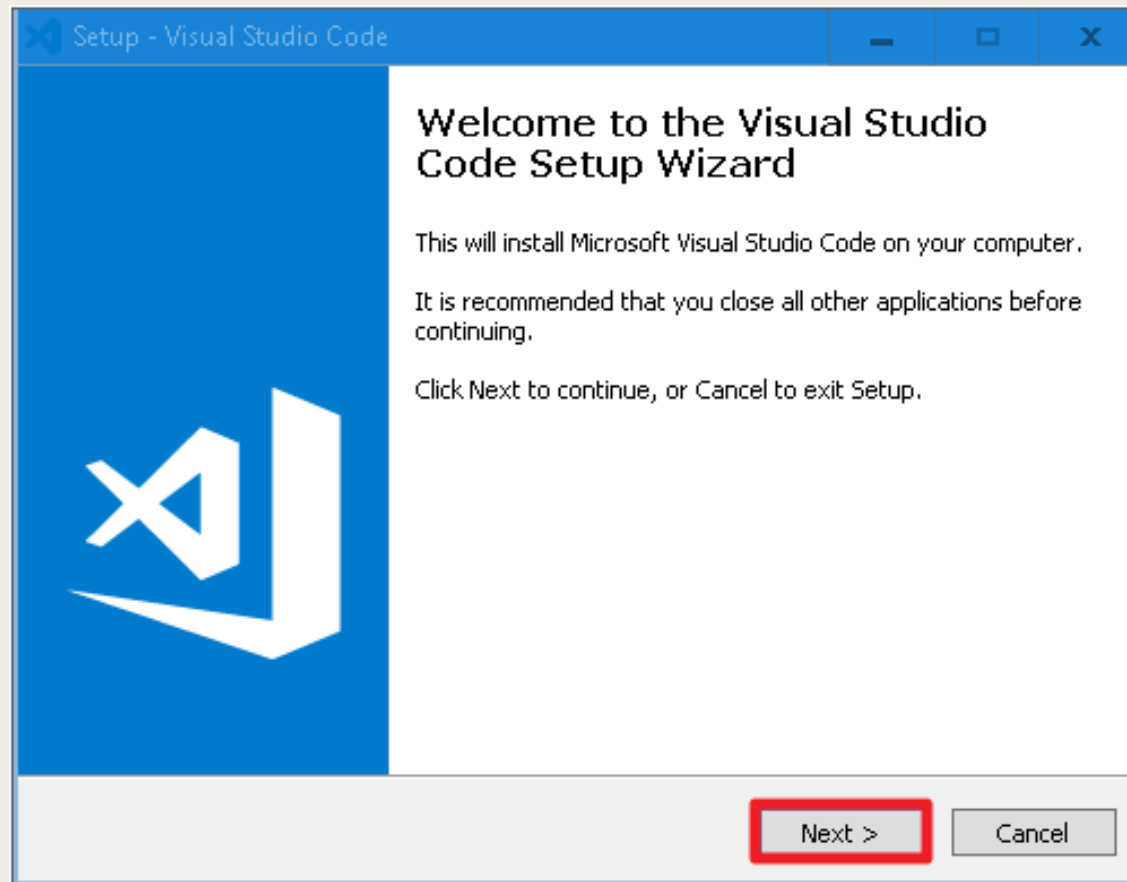 Setup - Visual Studio Code
Welcome to the Visual Studio
Code Setup Wizard
This will install Microsoft Visual Studio Code on your computer.
It is recommended that you close all other applications before
continuing.
Click Next to continue, or Cancel to exit Setup.
Next >
Cancel